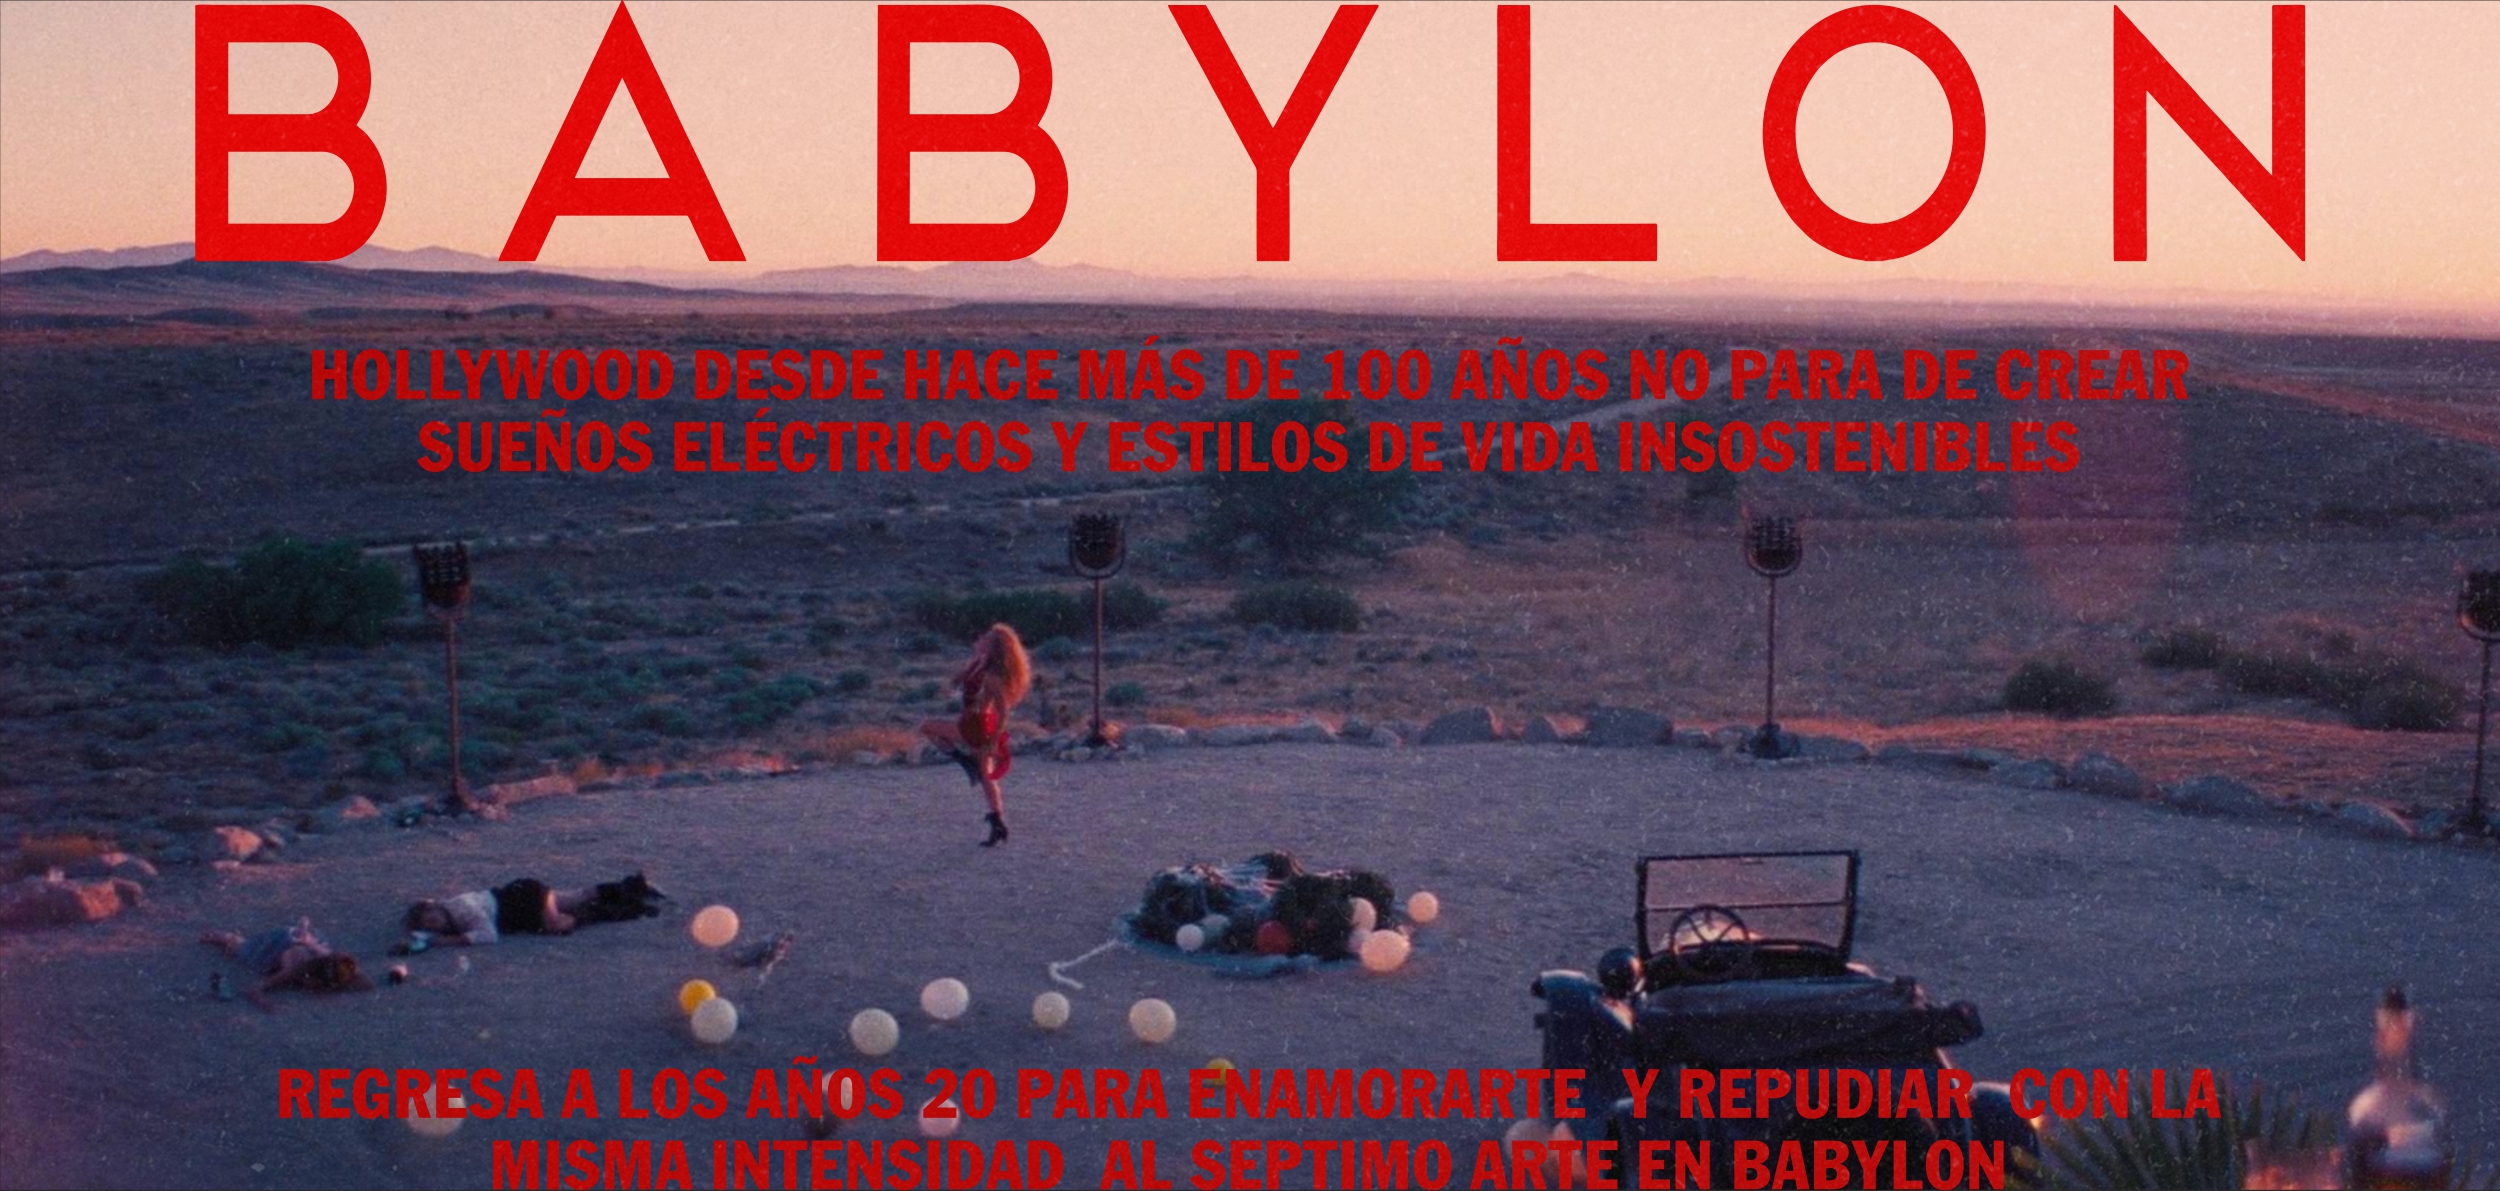 BABYLON
HOLLYWOOD DESDE HACE MÁS DE 100 AÑOS NO PARA DE CREAR
SUEÑOS ELÉCTRICOS Y ESTILOS DE VIDA INSOSTENIBLES
REGRESA A LOS AÑOS 20 PARA ENAMORARTE Y REPUDIAR CON LA
MISMA INTENSIDAD AL SEPTIMO ARTE EN BABYLON